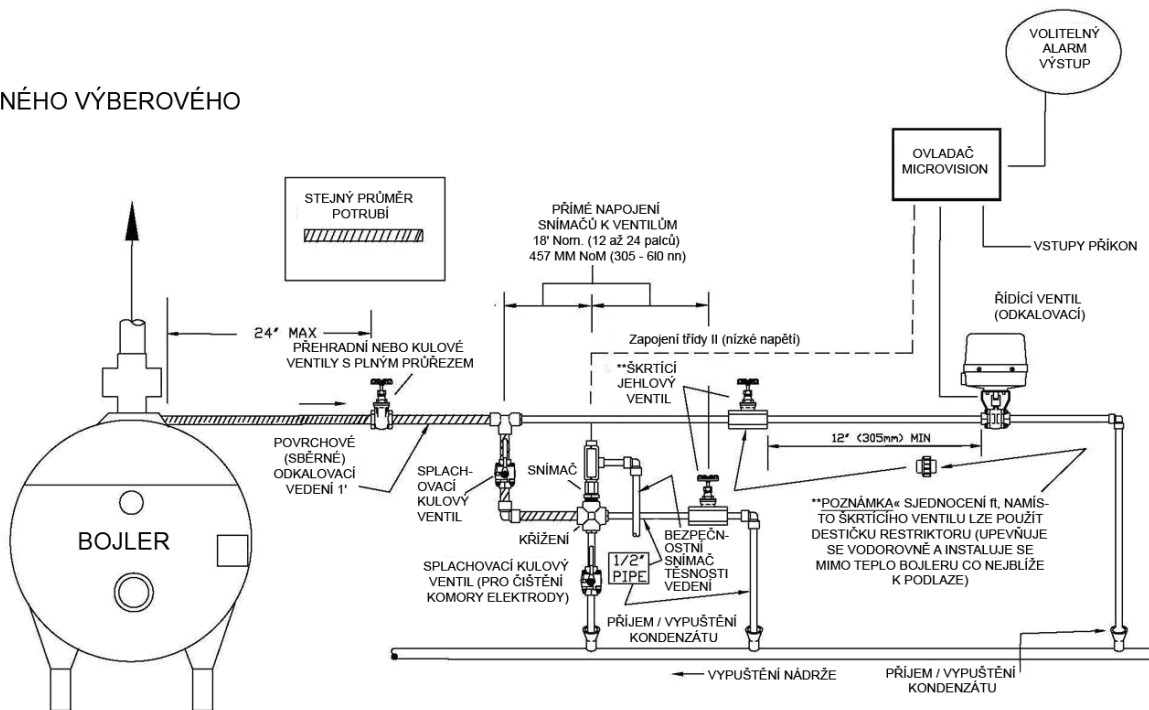 VOLITELNÝ
ALARM
VÝSTUP
NÉHO VÝBEROVÉHO
OVLADAČ
MICROVISION
STEJNÝ PRŮMĚR
POTRUBÍ
PŘÍMÉ NAPOJENÍ
SNÍMAČŮ K VENTILŮM
18' Norn. (12 až 24 palců)
457 MM NoM (305 - 6l0 nn)
VSTUPY PŘÍKON
ŘÍDÍCÍ VENTIL
(ODKALOVACÍ)
24" MAX
PŘEHRADNÍ NEBO KULOVÉ
VENTILY S PLNÝM PRŮŘEZEM
Zapojení třídy II (nízké napětí)
**ŠKRTÍCÍ
JEHLOVÝ
VENTIL
12" (305mm) MIN
POVRCHOVÉ
(SBĚRNÉ)
ODKALOVACÍ
VEDENÍ 1'
SPLACH-
OVACÍ
KULOVÝ
VENTIL
SNÍMAČ
KŘÍŽENÍ
BEZPEČN-
OSTNÍ
SNÍMAČ
TĚSNOSTI
VEDENÍ
**POZNÁMKA« SJEDNOCENÍ ft, NAMÍS-
TO ŠKRTÍCÍHO VENTILU LZE POUŽÍT
DESTIČKU RESTRIKTORU (UPEVŇUJE
SE VODOROVNĚ A INSTALUJE SE
MIMO TEPLO BOJLERU CO NEJBLÍŽE
K PODLAZE)
BOJLER
SPLACHOVACÍ KULOVÝ
VENTIL (PRO ČIŠTĚNÍ
KOMORY ELEKTRODY)
1/2"
PIPE
PŘÍJEM / VYPUŠTĚNÍ
KONDENZÁTU
VYPUŠTĚNÍ NÁDRŽE
PŘÍJEM / VYPUŠTĚNÍ
KONDENZÁTU